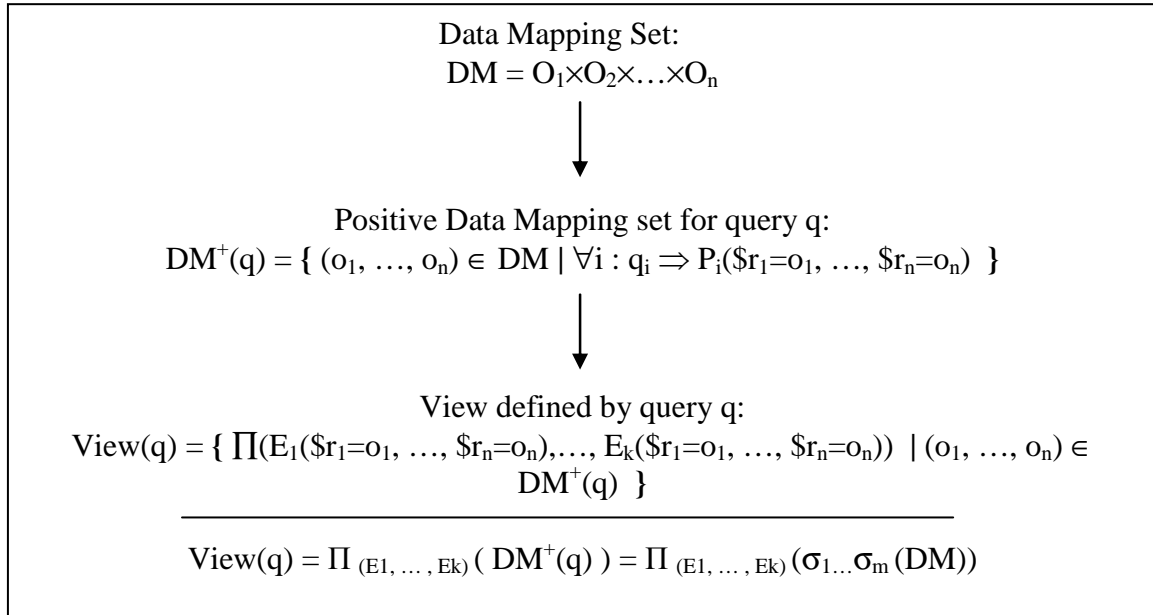 Data Mapping Set:
DM = O₁×O₂×…×Oₙ
Positive Data Mapping set for query q:
DM⁺(q) = { (o₁, …, oₙ) ∈ DM | ∀i : qᵢ ⇒ Pᵢ($r₁=o₁, …, $rₙ=oₙ) }
View defined by query q:
View(q) = { ∏(E₁($r₁=o₁, …, $rₙ=oₙ),…, Eₖ($r₁=o₁, …, $rₙ=oₙ)) | (o₁, …, oₙ) ∈
DM⁺(q) }
View(q) = Π (E1, … , Ek) ( DM⁺(q) ) = Π (E1, … , Ek) (σ₁…σₘ (DM))